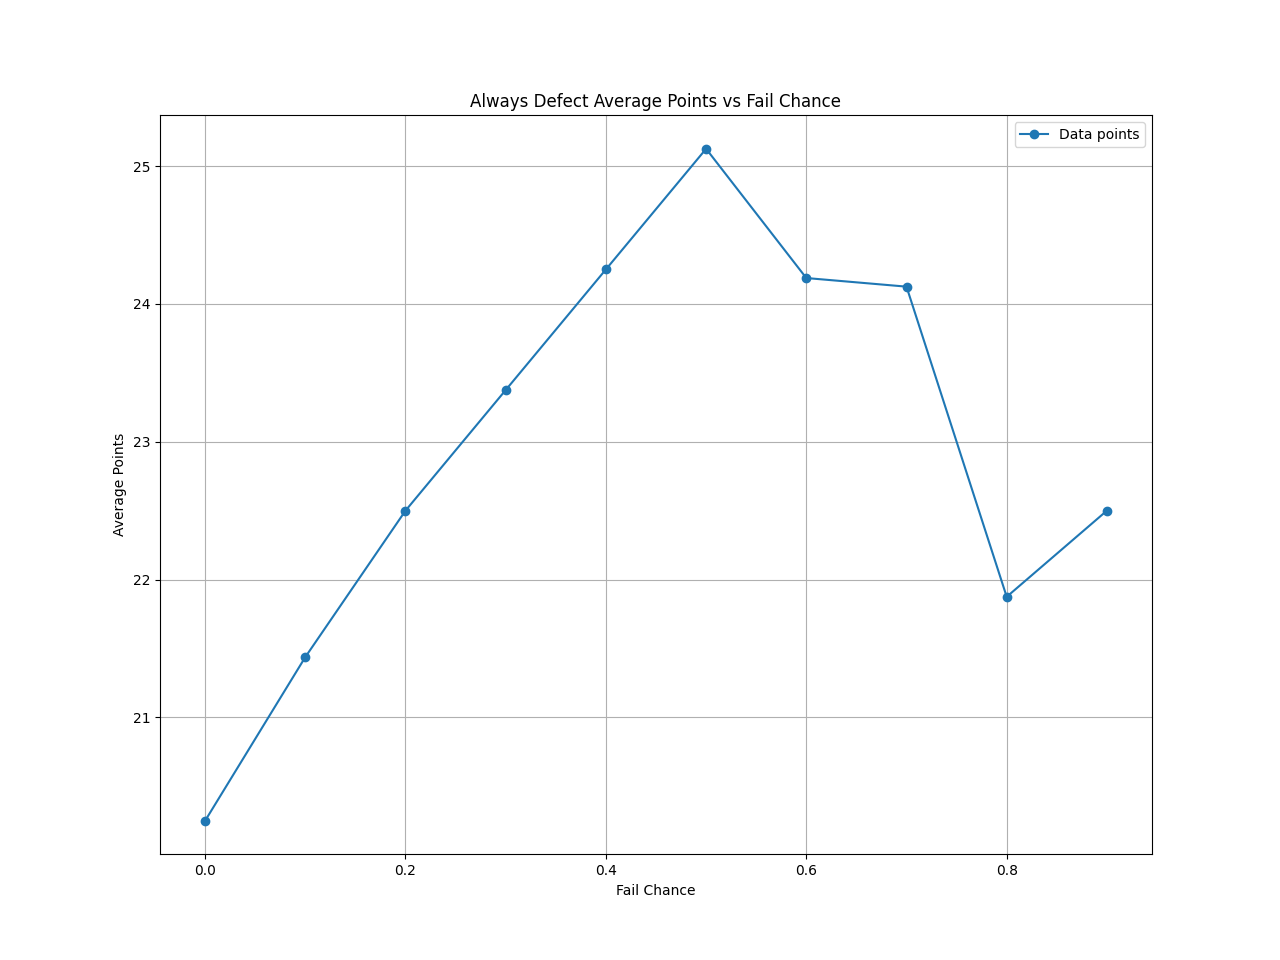 Always Defect Average Points vs Fail Chance
Data points
25
24
23
22
21
Average Points
0.0 0.2 0.4 0.6 0.8
Fail Chance